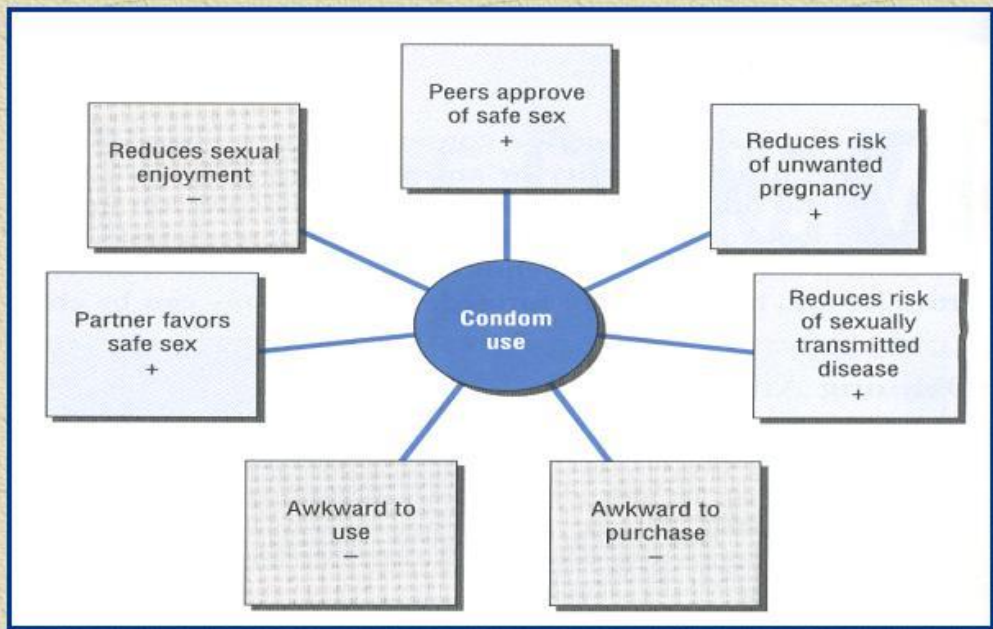 Peers approve
of safe sex
+
Reduces sexual
enjoyment
–
Reduces risk
of unwanted
pregnancy
+
Partner favors
safe sex
+
Condom
use
Reduces risk
of sexually
transmitted
disease
+
Awkward to
use
–
Awkward to
purchase
–